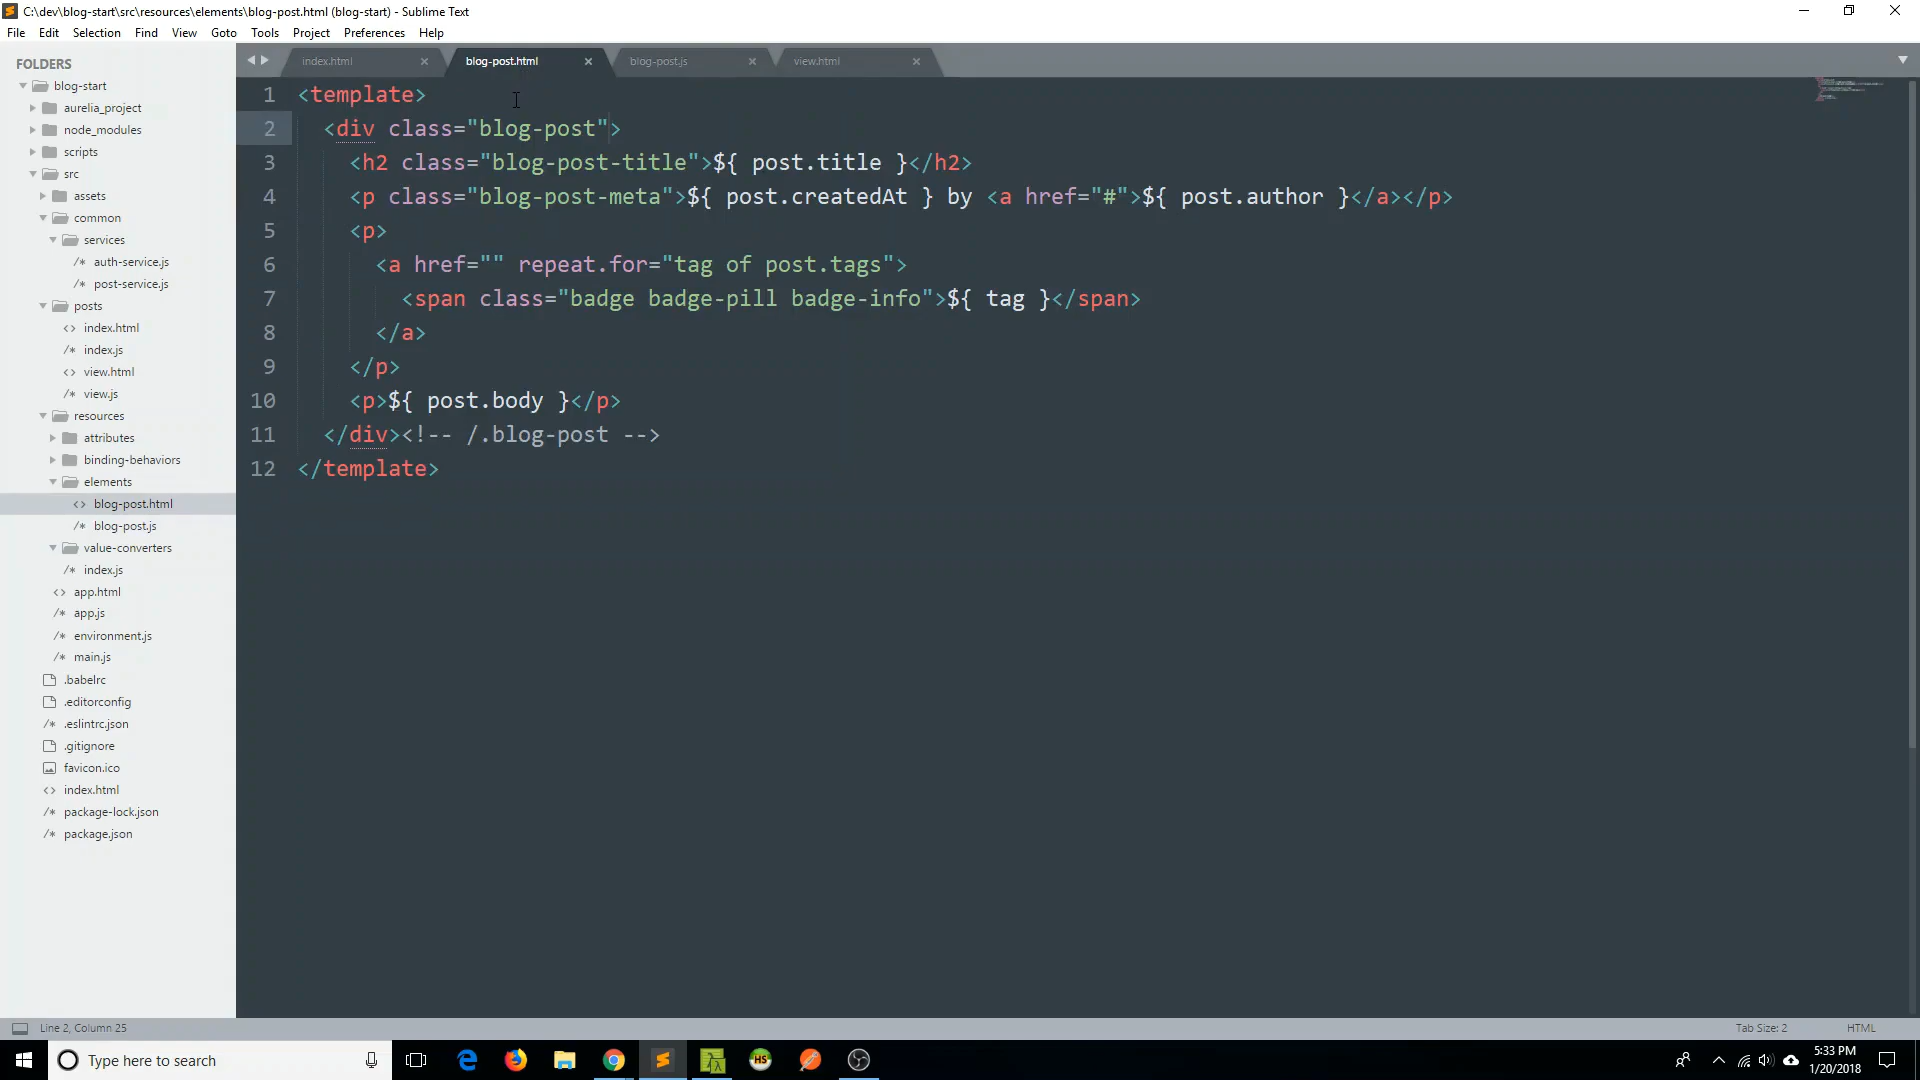 C:\dev\blog-start\src\resources\elements\blog-post.html (blog-start) - Sublime Text
File Edit Selection Find View Goto Tools Project Preferences Help
FOLDERS
blog-start
aurelia_project
node_modules
scripts
src
assets
common
services
/* auth-service.js
/* post-service.js
posts
<> index.html
/* index.js
<> view.html
/* view.js
resources
attributes
binding-behaviors
elements
<> blog-post.html
/* blog-post.js
value-converters
/* index.js
<> app.html
/* app.js
/* environment.js
/* main.js
.babelrc
.editorconfig
/* .eslintrc.json
.gitignore
favicon.ico
<> index.html
/* package-lock.json
/* package.json
index.html blog-post.html blog-post.js view.html
1 <template>
2 <div class="blog-post">
3 <h2 class="blog-post-title">${ post.title }</h2>
4 <p class="blog-post-meta">${ post.createdAt } by <a href="#">${ post.author }</a></p>
5 <p>
6 <a href="" repeat.for="tag of post.tags">
7 <span class="badge badge-pill badge-info">${ tag }</span>
8 </a>
9 </p>
10 <p>${ post.body }</p>
11 </div><!-- /.blog-post -->
12 </template>
Line 2, Column 25
Tab Size: 2
HTML
Type here to search
HS
5:33 PM
1/20/2018